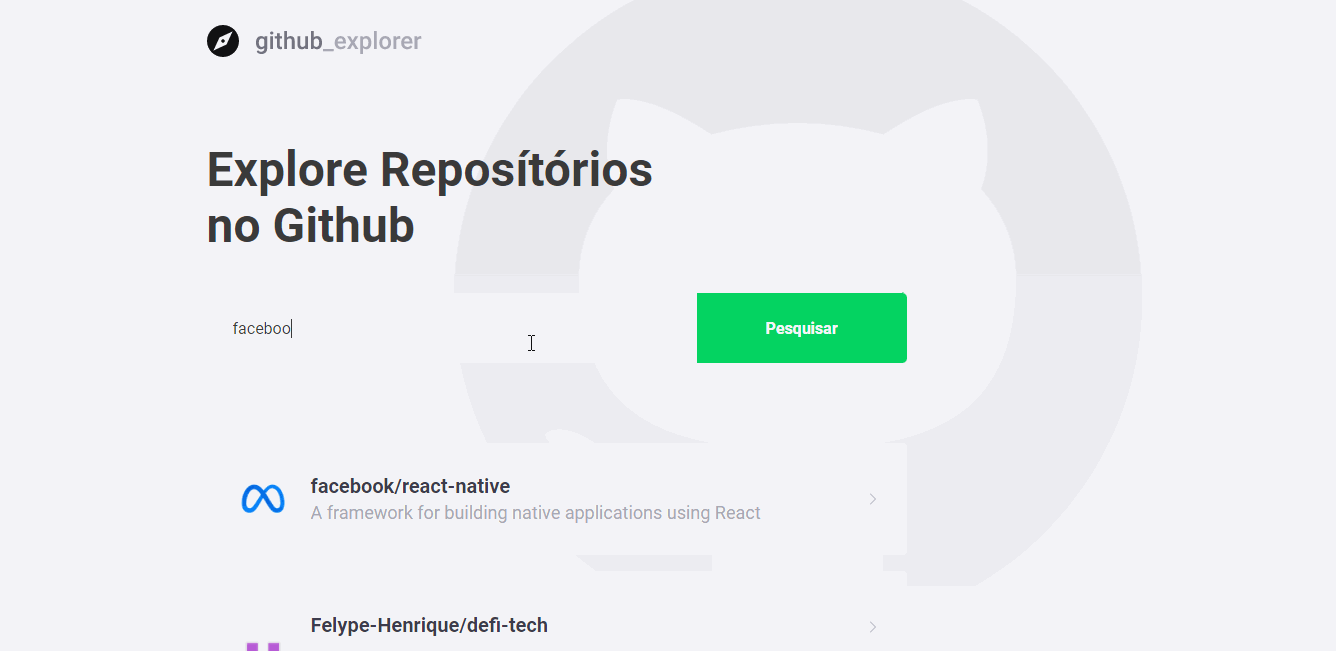 github_explorer
Explore Reposítórios
no Github
faceboo
Pesquisar
facebook/react-native
A framework for building native applications using React
Felype-Henrique/defi-tech